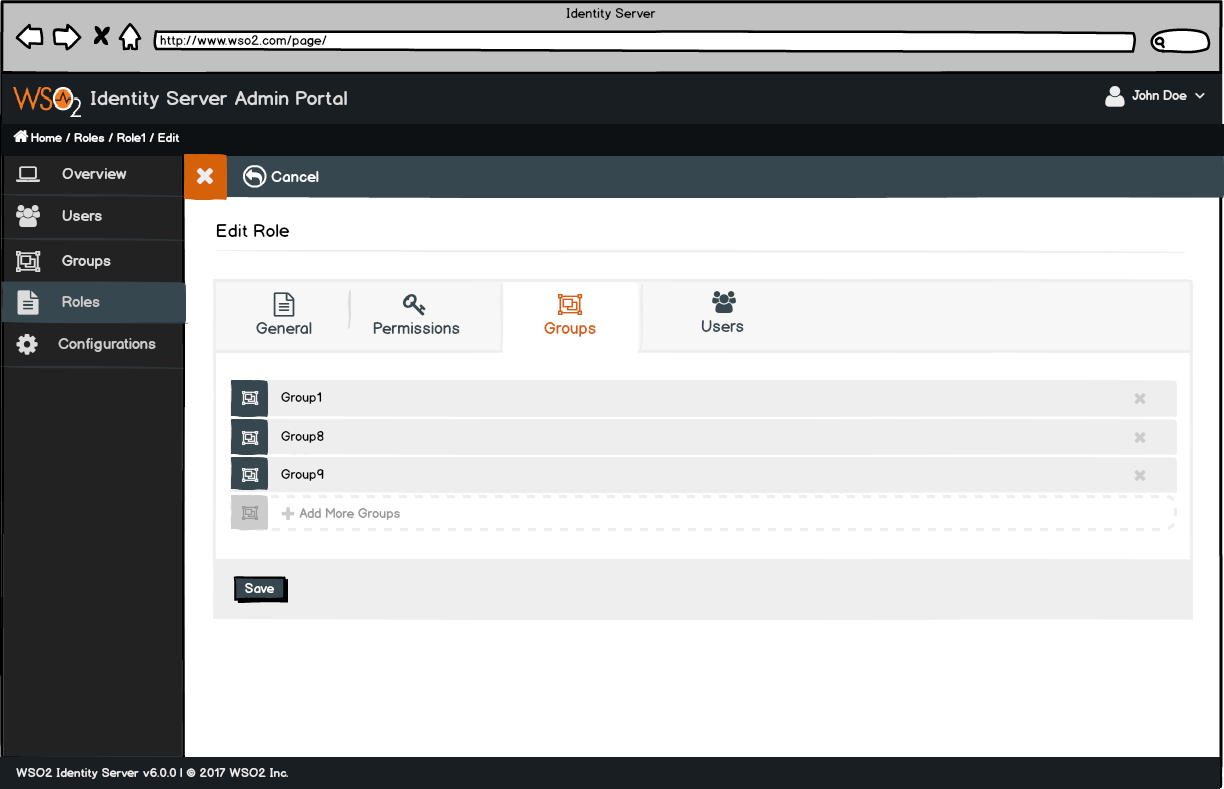 Identity Server
http://www.wso2.com/page/
WSO2 Identity Server Admin Portal
John Doe
Home / Roles / Role1 / Edit
Overview
Cancel
Users
Edit Role
Groups
Roles
Configurations
General
Permissions
Groups
Users
Group1
Group8
Group9
Add More Groups
Save
WSO2 Identity Server v6.0.0 | © 2017 WSO2 Inc.